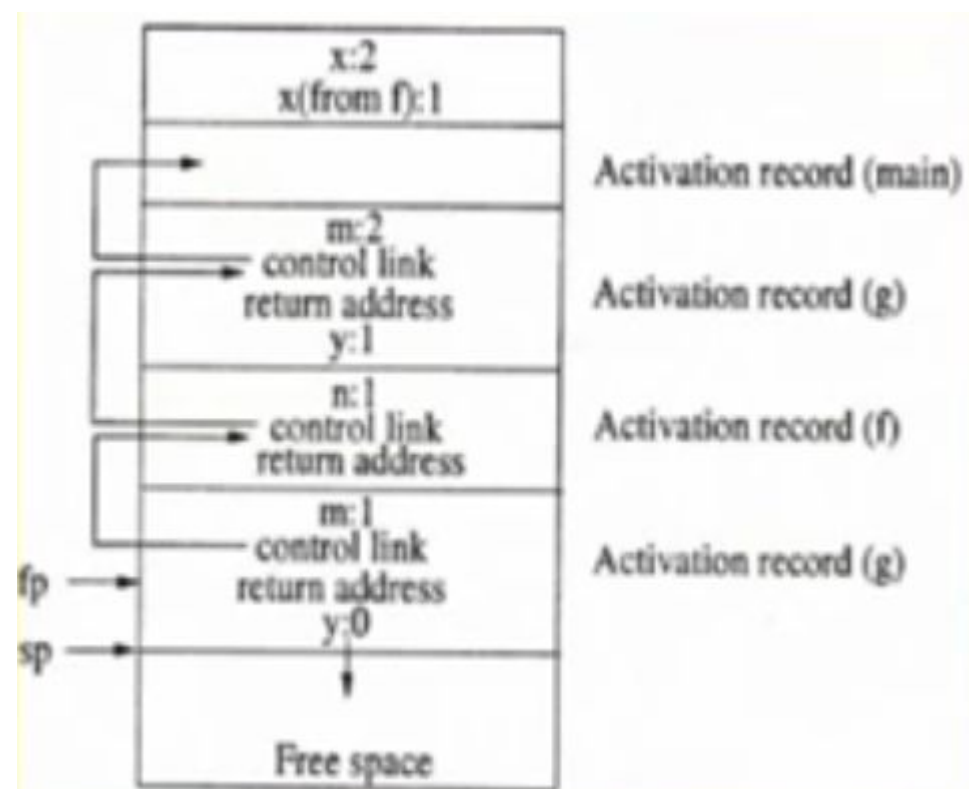 x:2
x(from f):1
Activation record (main)
m:2
control link
return address
y:1
Activation record (g)
n:1
control link
return address
Activation record (f)
m:1
control link
return address
y:0
Activation record (g)
fp
sp
Free space